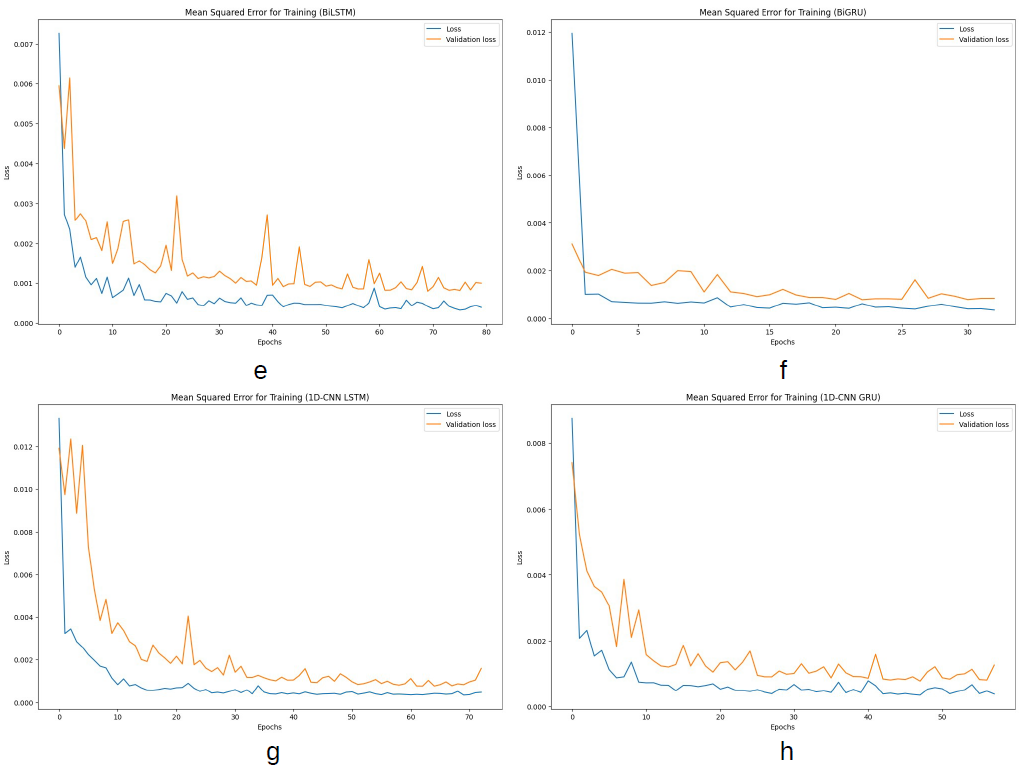 Mean Squared Error for Training (BiLSTM)
Loss
Validation loss
0.007
0.006
0.005
0.004
0.003
0.002
0.001
0.000
Loss
0 10 20 30 40 50 60 70 80
Epochs
e
Mean Squared Error for Training (BiGRU)
Loss
Validation loss
0.012
0.010
0.008
0.006
0.004
0.002
0.000
Loss
0 5 10 15 20 25 30
Epochs
f
Mean Squared Error for Training (1D-CNN LSTM)
Loss
Validation loss
0.012
0.010
0.008
0.006
0.004
0.002
0.000
Loss
0 10 20 30 40 50 60 70
Epochs
g
Mean Squared Error for Training (1D-CNN GRU)
Loss
Validation loss
0.008
0.006
0.004
0.002
0.000
Loss
0 10 20 30 40 50
Epochs
h